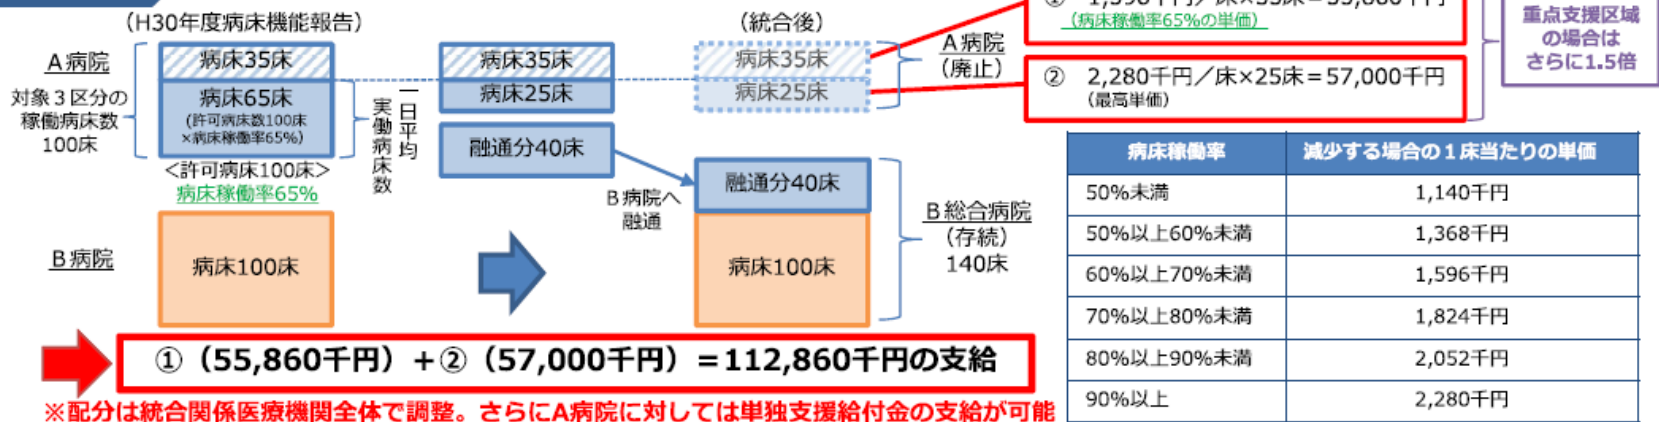 (H30年度病床機能報告)
(統合後)
A病院
対象3区分の
稼働病床数
100床
病床35床
病床65床
(許可病床数100床
×病床稼働率65%)
<許可病床100床>
病床稼働率65%
一日平均
実働病床数
B病院
病床100床
病床35床
病床25床
融通分40床
B病院へ
融通
病床35床
病床25床
融通分40床
病床100床
A病院
(廃止)
B総合病院
(存続)
140床
(病床稼働率65%の単価)
② 2,280千円/床×25床=57,000千円
(最高単価)
重点支援区域
の場合は
さらに1.5倍
病床稼働率 減少する場合の1床当たりの単価
50%未満 1,140千円
50%以上60%未満 1,368千円
60%以上70%未満 1,596千円
70%以上80%未満 1,824千円
80%以上90%未満 2,052千円
90%以上 2,280千円
①(55,860千円)+②(57,000千円)=112,860千円の支給
※配分は統合関係医療機関全体で調整。さらにA病院に対しては単独支援給付金の支給が可能